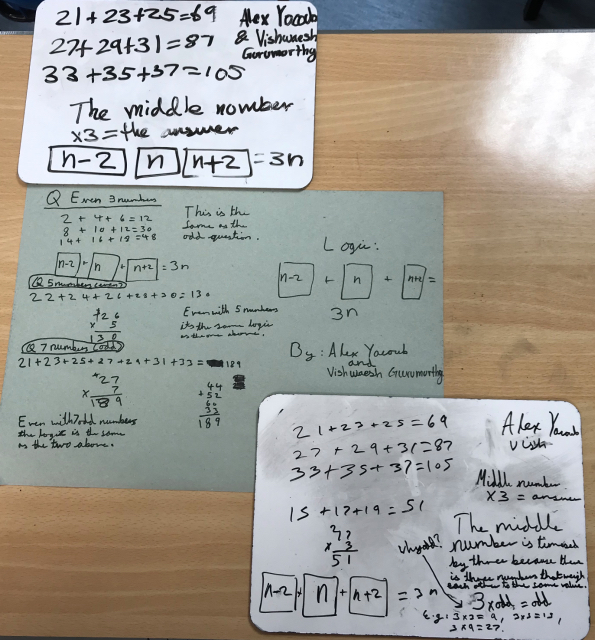 21+23+25=69
27+29+31=87
33+35+37=105
Alex Yacoub
& Vishwaesh
Gurumorthy
The middle number
x3=the answer
n-2 n n+2 = 3n
Q Even 3 numbers
2 + 4 + 6 = 12
8 + 10 + 12 = 30
14 + 16 + 18 = 48
This is the
same as the
odd question.
n-2 + n + n+2 = 3n
Q 5 numbers (even)
22+24+26+28+30=130
26
x 5
130
Even with 5 numbers
its the same logic
as the one above.
Q 7 numbers (odd)
21+23+25+27+29+31+33= 189
27
x 7
189
44
+52
60
33
189
Even with 7 odd numbers
the logic is the same
as the two above.
Logic:
n-2 + n + n+2 =
3n
By: Alex Yacoub
and
Vishwaesh Gurumorthy
21+23+25=69
27+29+31=87
33+35+37=105
15+17+19=51
17
x 3
51
n-2 + n + n+2 = 3n
Alex Yacoub
Vish
Middle number
x3 = answer
The middle
number is timesed
by three because there
is three numbers that weigh
each other to the same value.
why odd?
3 x odd = odd
E.g: 3x3=9,
3x9=27.